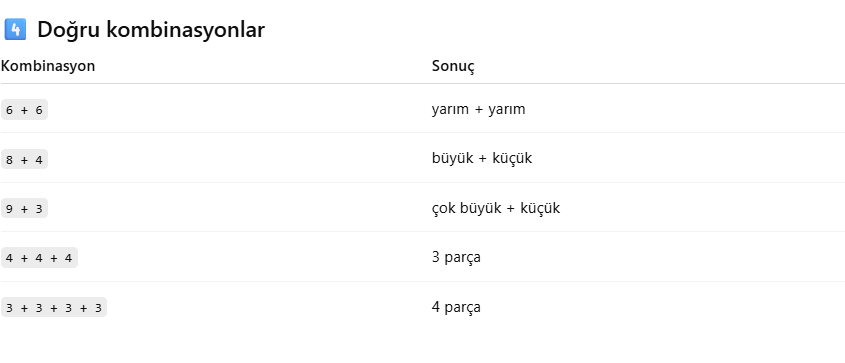 4️⃣ Doğru kombinasyonlar
Kombinasyon Sonuç
6 + 6 yarım + yarım
8 + 4 büyük + küçük
9 + 3 çok büyük + küçük
4 + 4 + 4 3 parça
3 + 3 + 3 + 3 4 parça